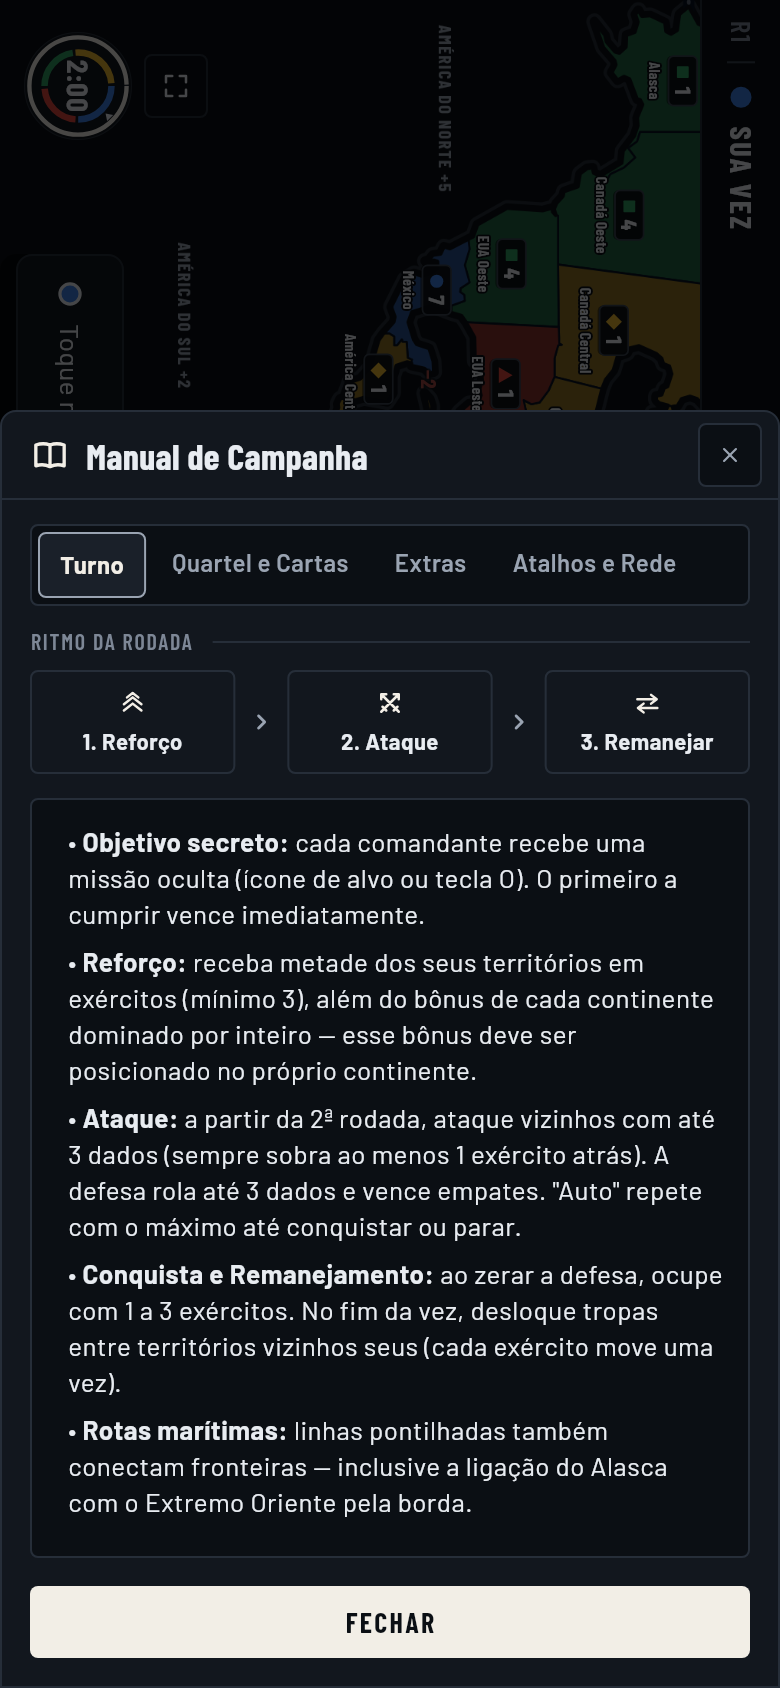 R1
SUA VEZ
2:00
AMÉRICA DO NORTE +5
AMÉRICA DO SUL +2
Alasca
1
Canadá Oeste
4
EUA Oeste
4
México
7
Canadá Central
1
EUA Leste
1
América Cent
1
-2
Toque
Manual de Campanha
Turno
Quartel e Cartas
Extras
Atalhos e Rede
RITMO DA RODADA
1. Reforço
2. Ataque
3. Remanejar
• Objetivo secreto: cada comandante recebe uma
missão oculta (ícone de alvo ou tecla O). O primeiro a
cumprir vence imediatamente.
• Reforço: receba metade dos seus territórios em
exércitos (mínimo 3), além do bônus de cada continente
dominado por inteiro — esse bônus deve ser
posicionado no próprio continente.
• Ataque: a partir da 2ª rodada, ataque vizinhos com até
3 dados (sempre sobra ao menos 1 exército atrás). A
defesa rola até 3 dados e vence empates. "Auto" repete
com o máximo até conquistar ou parar.
• Conquista e Remanejamento: ao zerar a defesa, ocupe
com 1 a 3 exércitos. No fim da vez, desloque tropas
entre territórios vizinhos seus (cada exército move uma
vez).
• Rotas marítimas: linhas pontilhadas também
conectam fronteiras — inclusive a ligação do Alasca
com o Extremo Oriente pela borda.
FECHAR